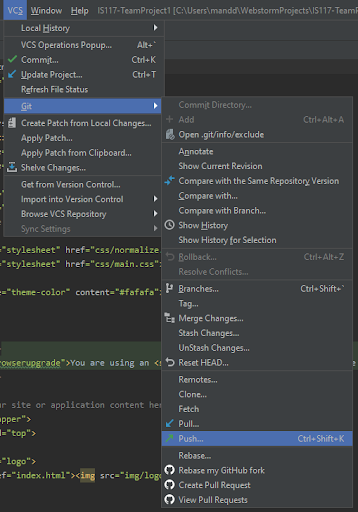 VCS Window Help IS117-TeamProject1 [C:\Users\mandd\WebstormProjects\IS117-TeamP
Local History
VCS Operations Popup... Alt+`
Commit... Ctrl+K
Update Project... Ctrl+T
Refresh File Status
Git
Create Patch from Local Changes...
Apply Patch...
Apply Patch from Clipboard...
Shelve Changes...
Get from Version Control...
Import into Version Control
Browse VCS Repository
Sync Settings
Commit Directory...
Add Ctrl+Alt+A
Open .git/info/exclude
Annotate
Show Current Revision
Compare with the Same Repository Version
Compare with...
Compare with Branch...
Show History
Show History for Selection
Rollback... Ctrl+Alt+Z
Resolve Conflicts...
Branches... Ctrl+Shift+`
Tag...
Merge Changes...
Stash Changes...
UnStash Changes...
Reset HEAD...
Remotes...
Clone...
Fetch
Pull...
Push... Ctrl+Shift+K
Rebase...
Rebase my GitHub fork
Create Pull Request
View Pull Requests
="stylesheet" href="css/normalize.
="stylesheet" href="css/main.css"
="theme-color" content="#fafafa"
rowserupgrade">You are using an <s
ur site or application content he
pper">
d="top">
"logo">
ef="index.html"><img src="img/logo